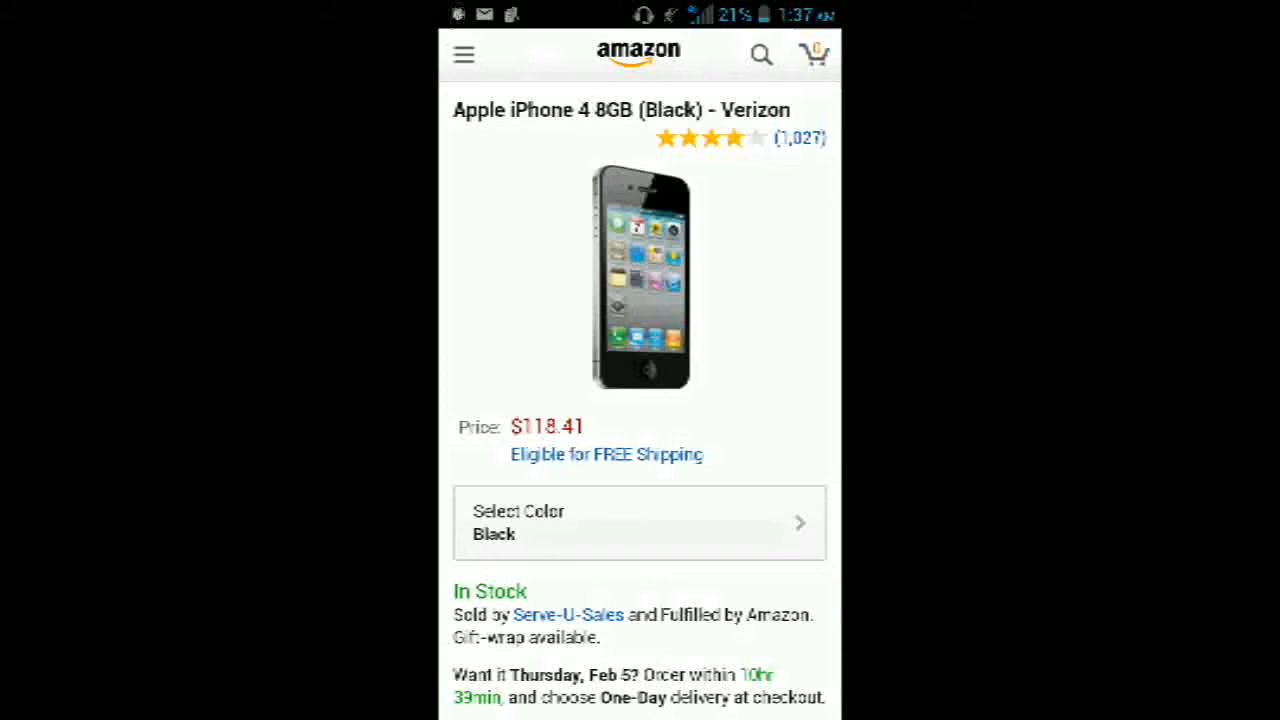 21% 1:37 AM
amazon
0
Apple iPhone 4 8GB (Black) - Verizon
(1,027)
Price: $118.41
Eligible for FREE Shipping
Select Color
Black
In Stock
Sold by Serve-U-Sales and Fulfilled by Amazon.
Gift-wrap available.
Want it Thursday, Feb 5? Order within 10hr
39min, and choose One-Day delivery at checkout.